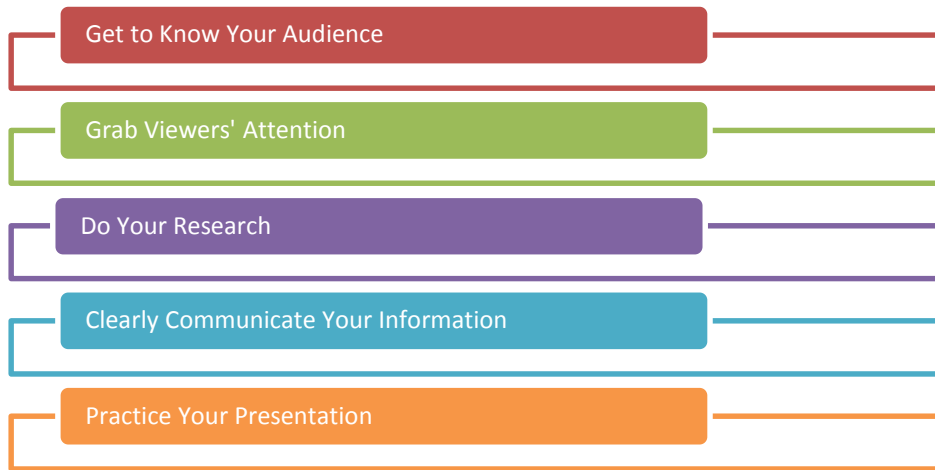 Get to Know Your Audience
Grab Viewers' Attention
Do Your Research
Clearly Communicate Your Information
Practice Your Presentation